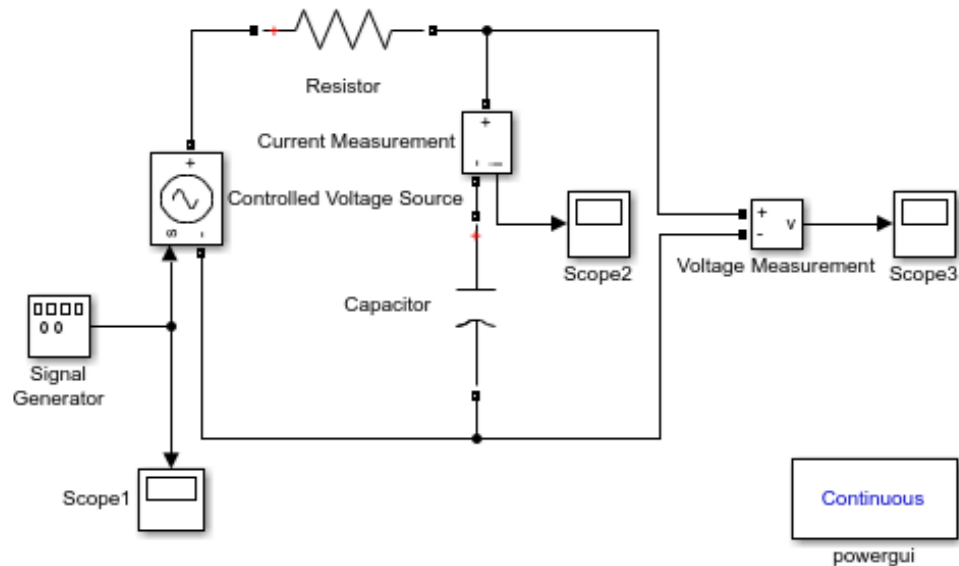 Resistor
+
Current Measurement
-
i
+
Controlled Voltage Source
s
-
Scope2
+
-
v
Voltage Measurement
Scope3
Capacitor
Signal
Generator
Scope1
Continuous
powergui